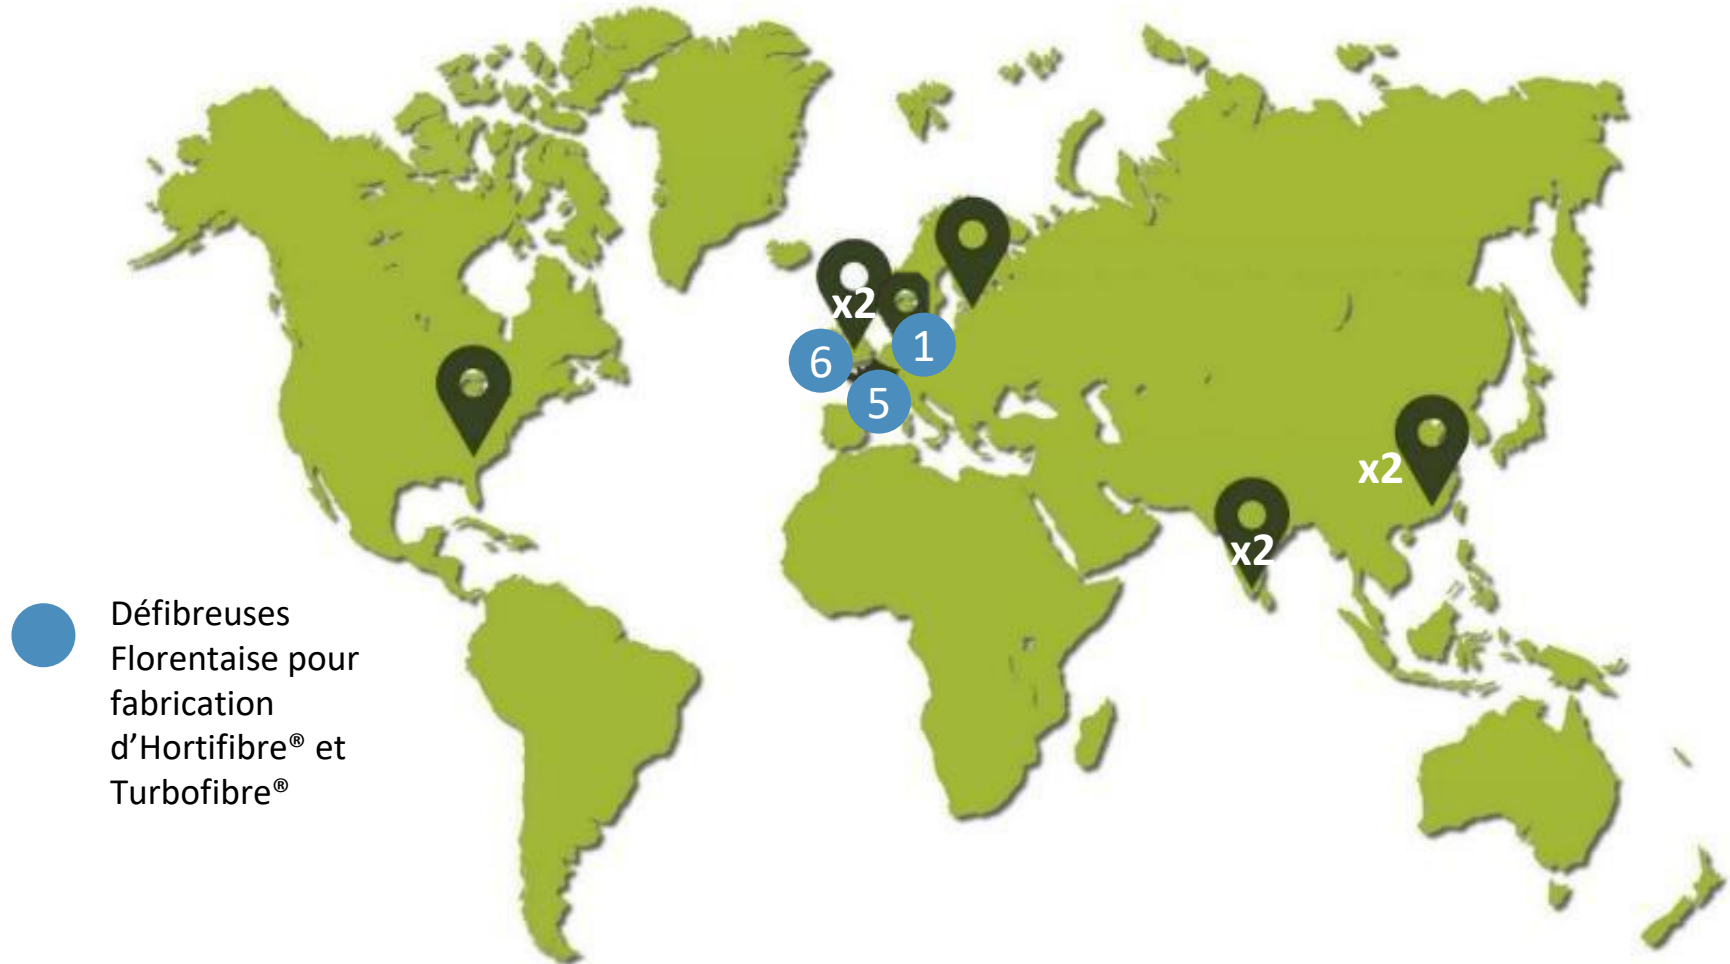 x2
6
1
5
x2
x2
Défibreuses
Florentaise pour
fabrication
d’Hortifibre® et
Turbofibre®